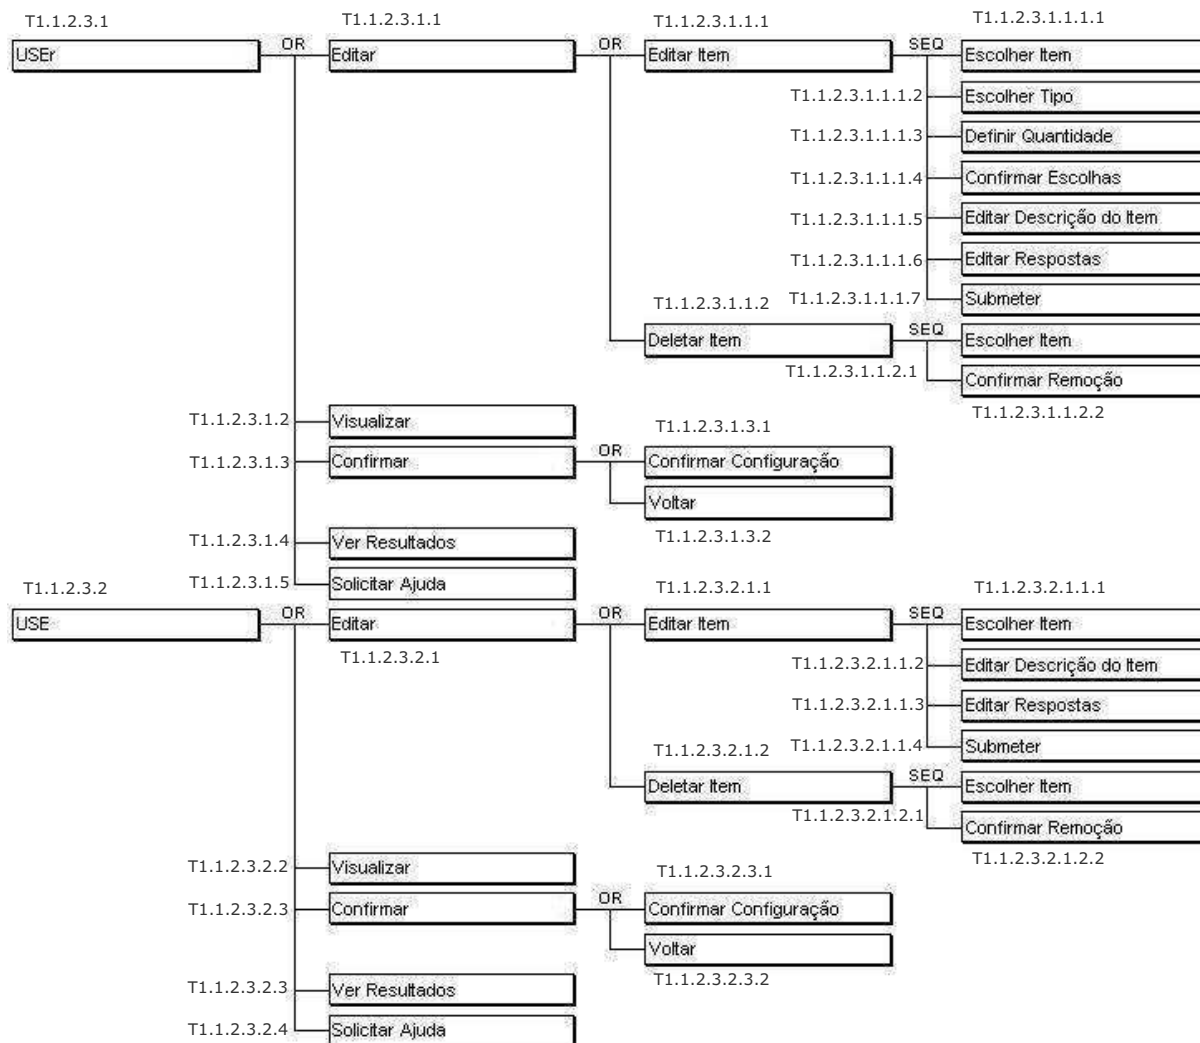 T1.1.2.3.1 T1.1.2.3.1.1 T1.1.2.3.1.1.1 T1.1.2.3.1.1.1.1
USEr OR Editar OR Editar Item SEQ Escolher Item
T1.1.2.3.1.1.1.2 Escolher Tipo
T1.1.2.3.1.1.1.3 Definir Quantidade
T1.1.2.3.1.1.1.4 Confirmar Escolhas
T1.1.2.3.1.1.1.5 Editar Descrição do Item
T1.1.2.3.1.1.1.6 Editar Respostas
T1.1.2.3.1.1.2 T1.1.2.3.1.1.1.7 Submeter
Deletar Item SEQ Escolher Item
T1.1.2.3.1.1.2.1 Confirmar Remoção
T1.1.2.3.1.1.2.2
T1.1.2.3.1.2 Visualizar T1.1.2.3.1.3.1
T1.1.2.3.1.3 Confirmar OR Confirmar Configuração
Voltar
T1.1.2.3.1.3.2
T1.1.2.3.1.4 Ver Resultados
T1.1.2.3.2 T1.1.2.3.1.5 Solicitar Ajuda T1.1.2.3.2.1.1 T1.1.2.3.2.1.1.1
USE OR Editar OR Editar Item SEQ Escolher Item
T1.1.2.3.2.1 T1.1.2.3.2.1.1.2 Editar Descrição do Item
T1.1.2.3.2.1.1.3 Editar Respostas
T1.1.2.3.2.1.2 T1.1.2.3.2.1.1.4 Submeter
Deletar Item SEQ Escolher Item
T1.1.2.3.2.1.2.1 Confirmar Remoção
T1.1.2.3.2.1.2.2
T1.1.2.3.2.2 Visualizar T1.1.2.3.2.3.1
T1.1.2.3.2.3 Confirmar OR Confirmar Configuração
Voltar
T1.1.2.3.2.3.2
T1.1.2.3.2.3 Ver Resultados
T1.1.2.3.2.4 Solicitar Ajuda